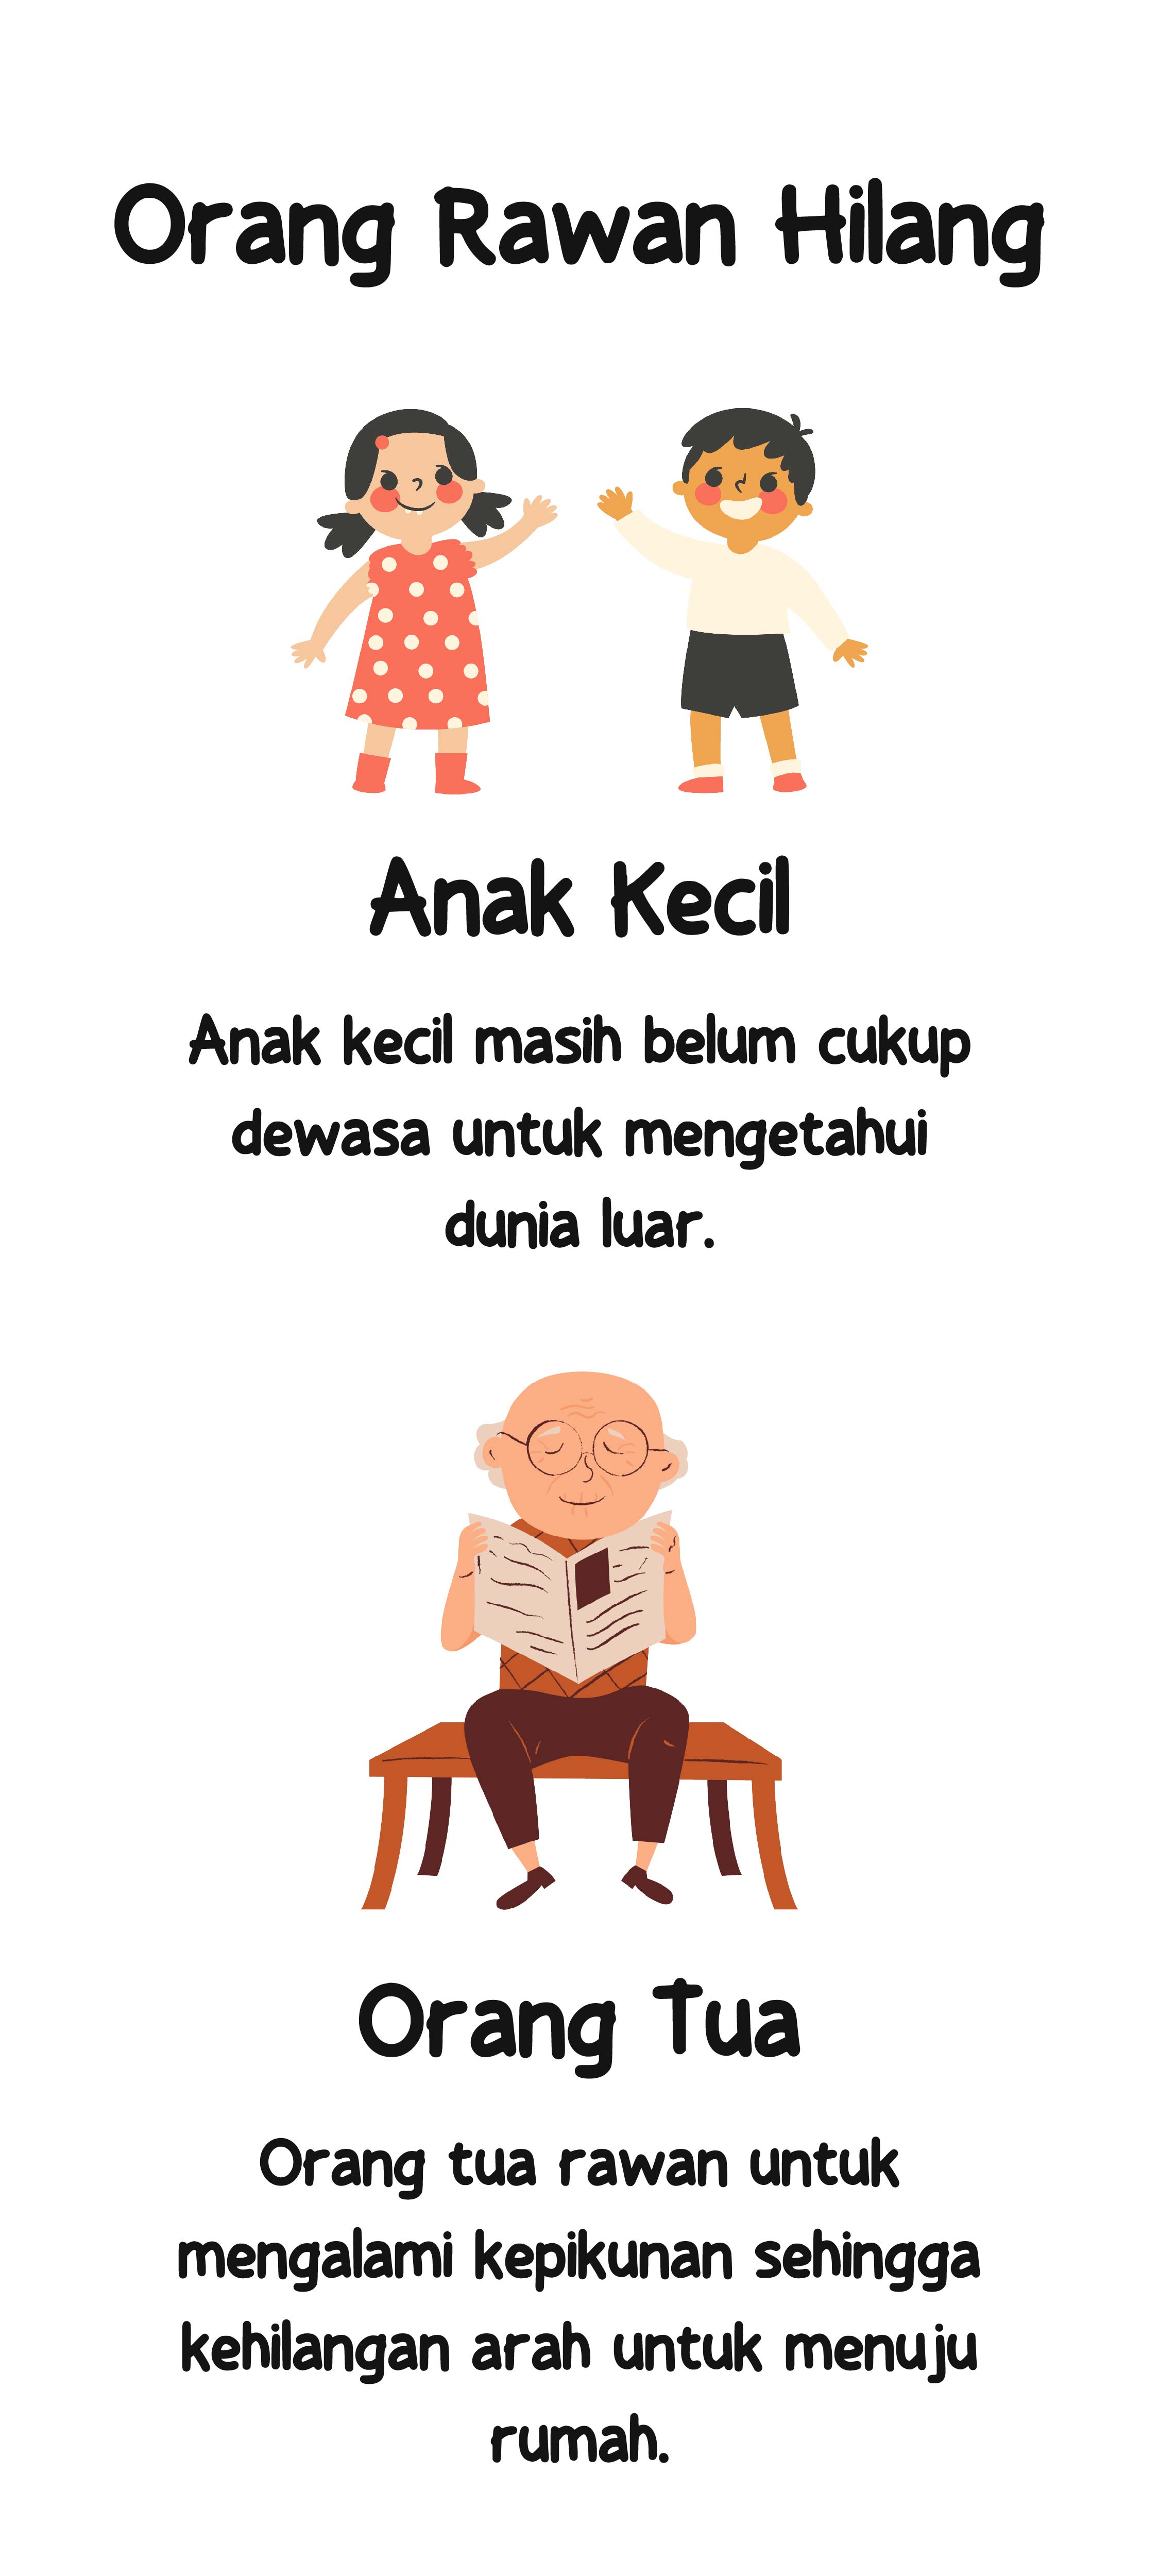 Orang Rawan Hilang
Anak Kecil
Anak kecil masih belum cukup
dewasa untuk mengetahui
dunia luar.
Orang Tua
Orang tua rawan untuk
mengalami kepikunan sehingga
kehilangan arah untuk menuju
rumah.